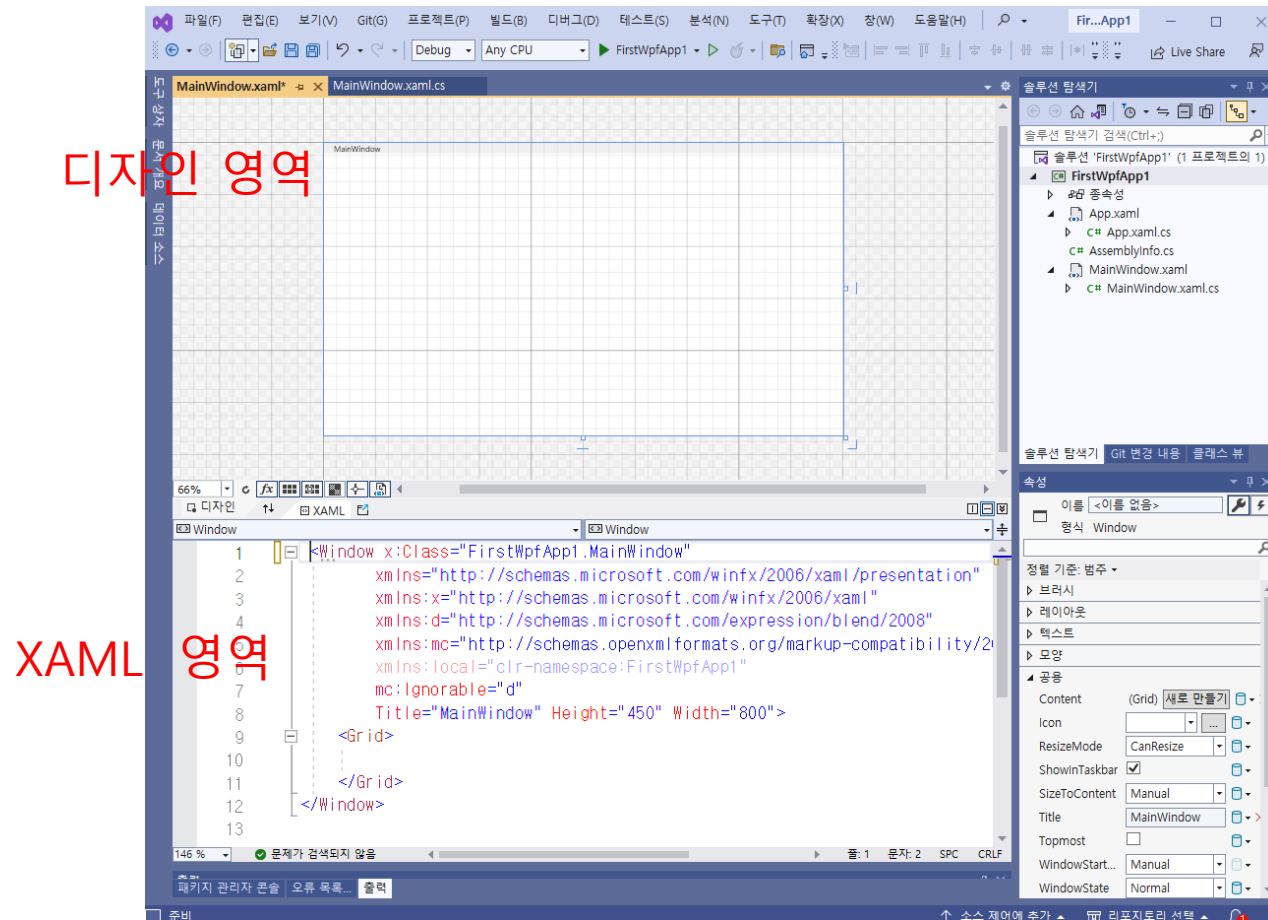 파일(F) 편집(E) 보기(V) Git(G) 프로젝트(P) 빌드(B) 디버그(D) 테스트(S) 분석(N) 도구(T) 확장(X) 창(W) 도움말(H) Fir...App1
Debug Any CPU FirstWpfApp1 Live Share
도구 상자 문서 개요 데이터 소스
MainWindow.xaml* MainWindow.xaml.cs
MainWindow
디자인 영역
66%
디자인 XAML
Window Window
1 <Window x:Class="FirstWpfApp1.MainWindow"
2 xmlns="http://schemas.microsoft.com/winfx/2006/xaml/presentation"
3 xmlns:x="http://schemas.microsoft.com/winfx/2006/xaml"
4 xmlns:d="http://schemas.microsoft.com/expression/blend/2008"
5 xmlns:mc="http://schemas.openxmlformats.org/markup-compatibility/2
6 xmlns:local="clr-namespace:FirstWpfApp1"
7 mc:Ignorable="d"
8 Title="MainWindow" Height="450" Width="800">
9 <Grid>
10
11 </Grid>
12 </Window>
13
XAML 영역
146 % 문제가 검색되지 않음 줄: 1 문자: 2 SPC CRLF
패키지 관리자 콘솔 오류 목록... 출력
준비 소스 제어에 추가 리포지토리 선택 1
솔루션 탐색기
솔루션 탐색기 검색(Ctrl+;)
솔루션 'FirstWpfApp1' (1 프로젝트의 1)
FirstWpfApp1
종속성
App.xaml
C# App.xaml.cs
C# AssemblyInfo.cs
MainWindow.xaml
C# MainWindow.xaml.cs
솔루션 탐색기 Git 변경 내용 클래스 뷰
속성
이름 <이름 없음>
형식 Window
정렬 기준: 범주
브러시
레이아웃
텍스트
모양
공용
Content (Grid) 새로 만들기
Icon ...
ResizeMode CanResize
ShowInTaskbar
SizeToContent Manual
Title MainWindow
Topmost
WindowStart... Manual
WindowState Normal